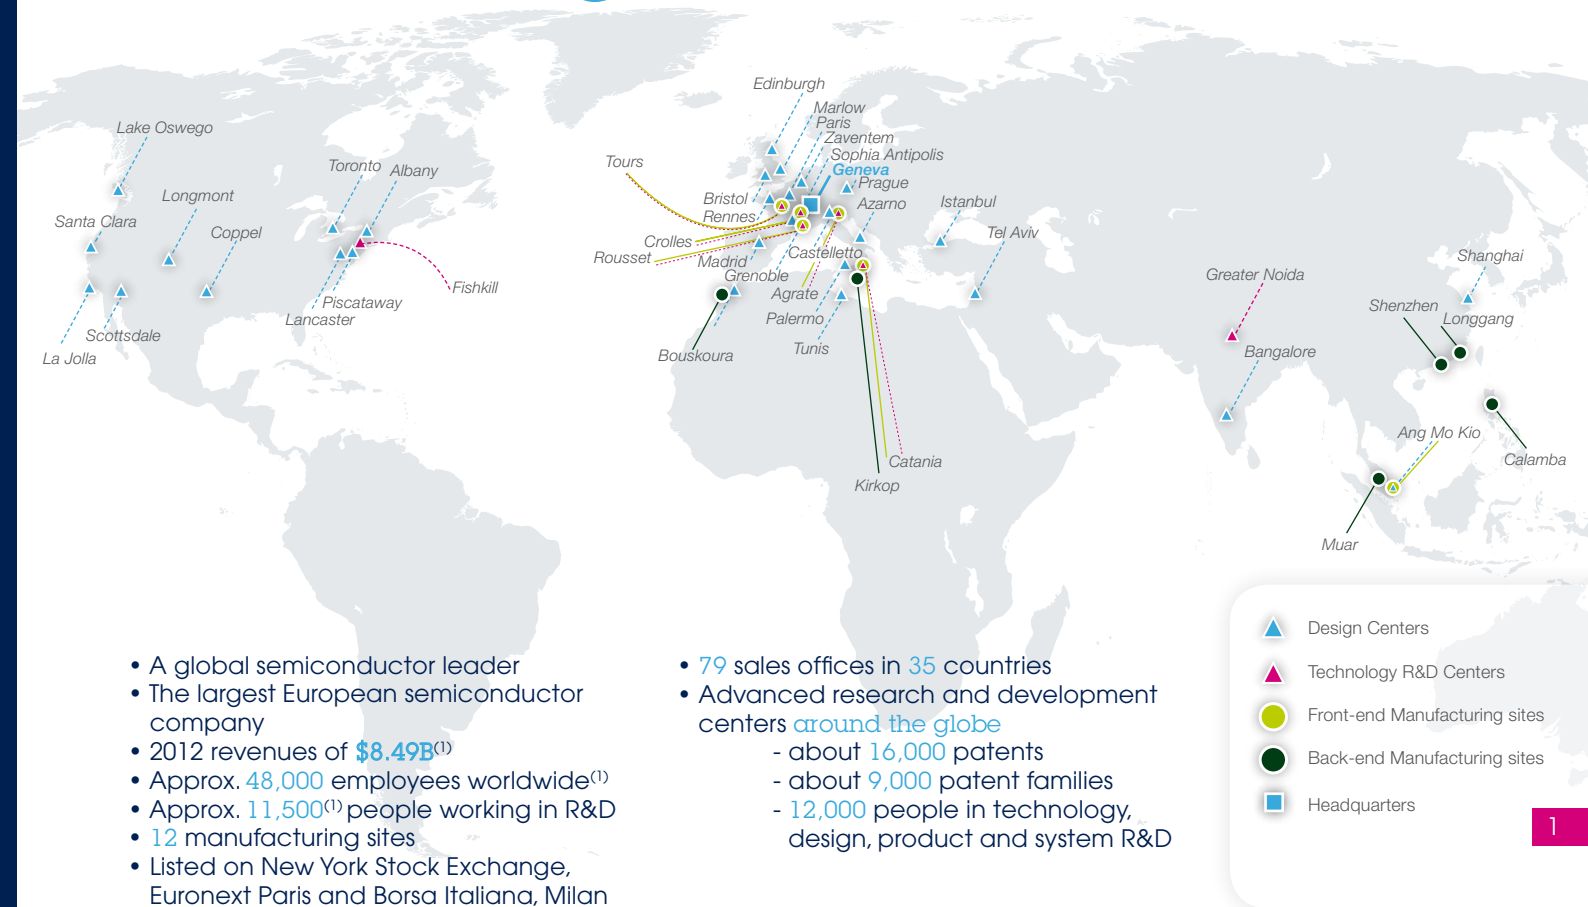 Edinburgh
Marlow
Paris
Zaventem
Sophia Antipolis
Geneva
Prague
Azarno
Istanbul
Tel Aviv
Tours
Bristol
Rennes
Crolles
Rousset
Madrid
Grenoble
Castelletto
Agrate
Palermo
Tunis
Bouskoura
Catania
Kirkop
Lake Oswego
Longmont
Santa Clara
Coppel
Toronto
Albany
Fishkill
Piscataway
Lancaster
Scottsdale
La Jolla
Greater Noida
Bangalore
Shanghai
Shenzhen
Longgang
Ang Mo Kio
Calamba
Muar
• A global semiconductor leader
• The largest European semiconductor
company
• 2012 revenues of $8.49B(1)
• Approx. 48,000 employees worldwide(1)
• Approx. 11,500(1) people working in R&D
• 12 manufacturing sites
• Listed on New York Stock Exchange,
Euronext Paris and Borsa Italiana, Milan
• 79 sales offices in 35 countries
• Advanced research and development
centers around the globe
- about 16,000 patents
- about 9,000 patent families
- 12,000 people in technology,
design, product and system R&D
Design Centers
Technology R&D Centers
Front-end Manufacturing sites
Back-end Manufacturing sites
Headquarters
1